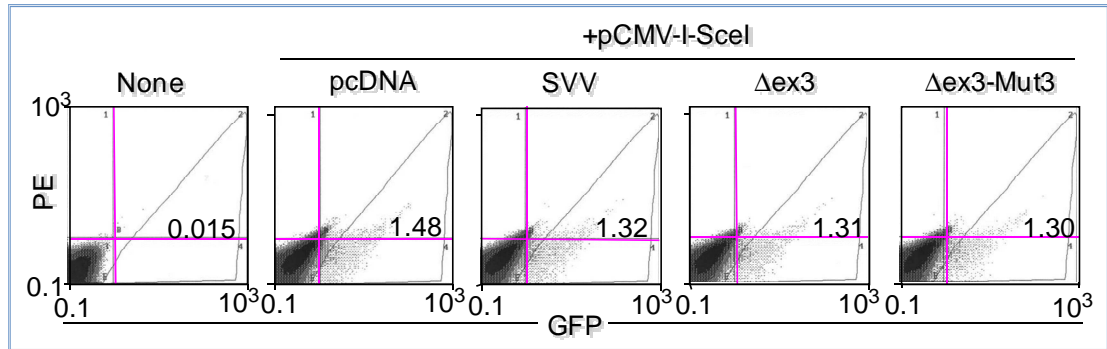 +pCMV-I-SceI
None pcDNA SVV Δex3 Δex3-Mut3
10³
PE
0.015 1.48 1.32 1.31 1.30
0.1
0.1 10³ 0.1 10³ 0.1 10³ 0.1 10³ 0.1 10³
GFP